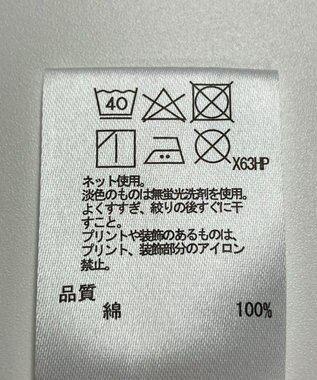 40
X63HP
ネット使用。
淡色のものは無蛍光洗剤を使用。
よくすすぎ、絞りの後すぐに干
すこと。
プリントや装飾のあるものは、
プリント、装飾部分のアイロン
禁止。
品質
綿 100%